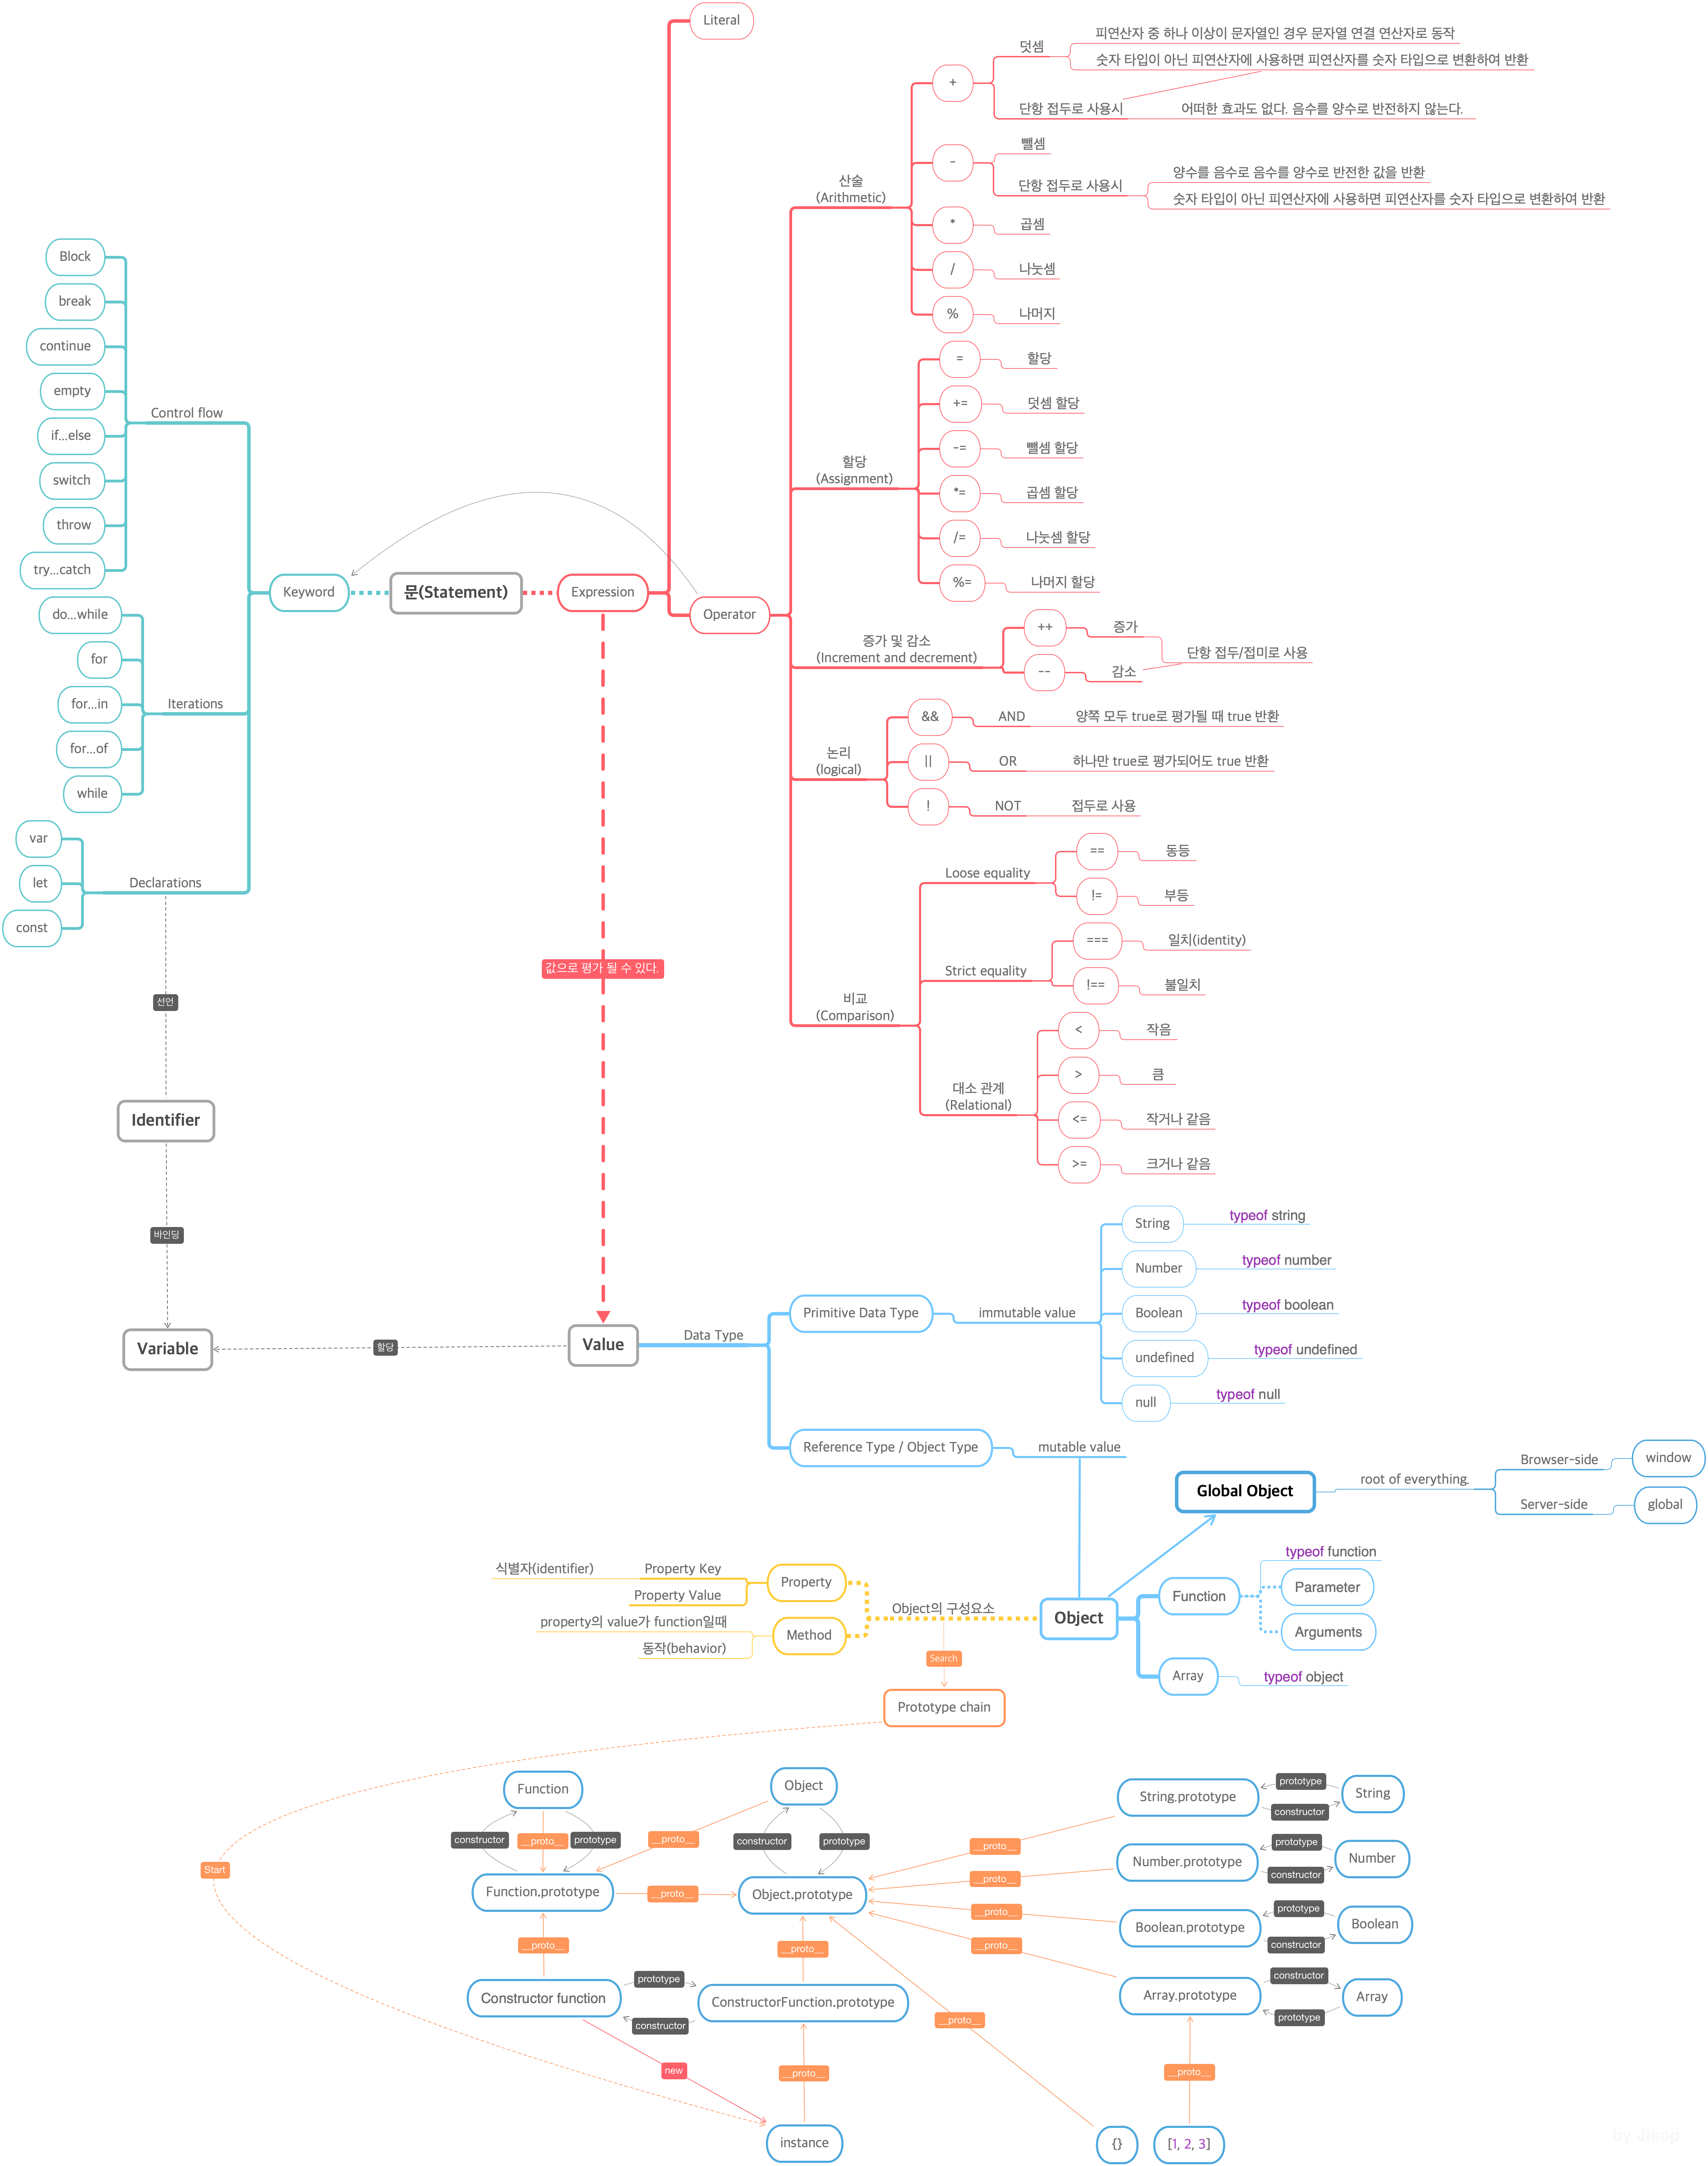 Literal
피연산자 중 하나 이상이 문자열인 경우 문자열 연결 연산자로 동작
덧셈
숫자 타입이 아닌 피연산자에 사용하면 피연산자를 숫자 타입으로 변환하여 반환
+
단항 접두로 사용시
어떠한 효과도 없다. 음수를 양수로 반전하지 않는다.
뺄셈
-
양수를 음수로 음수를 양수로 반전한 값을 반환
단항 접두로 사용시
숫자 타입이 아닌 피연산자에 사용하면 피연산자를 숫자 타입으로 변환하여 반환
산술
(Arithmetic)
*
곱셈
/
나눗셈
%
나머지
=
할당
+=
덧셈 할당
-=
뺄셈 할당
할당
(Assignment)
*=
곱셈 할당
/=
나눗셈 할당
%=
나머지 할당
Block
break
continue
empty
Control flow
if...else
switch
throw
try...catch
Keyword
문(Statement)
Expression
Operator
do...while
for
Iterations
for...in
for...of
while
var
let
Declarations
const
증가 및 감소
(Increment and decrement)
++
증가
단항 접두/접미로 사용
--
감소
논리
(logical)
&&
AND
양쪽 모두 true로 평가될 때 true 반환
||
OR
하나만 true로 평가되어도 true 반환
!
NOT
접두로 사용
Loose equality
==
동등
!=
부등
Strict equality
===
일치(identity)
!==
불일치
비교
(Comparison)
<
작음
>
큼
대소 관계
(Relational)
<=
작거나 같음
>=
크거나 같음
값으로 평가 될 수 있다.
선언
Identifier
바인딩
Variable
할당
Value
Data Type
Primitive Data Type
immutable value
String
typeof string
Number
typeof number
Boolean
typeof boolean
undefined
typeof undefined
null
typeof null
Reference Type / Object Type
mutable value
Global Object
root of everything.
Browser-side
window
Server-side
global
식별자(identifier)
Property Key
Property
Property Value
property의 value가 function일때
Method
동작(behavior)
Object의 구성요소
Object
Function
typeof function
Parameter
Arguments
Array
typeof object
Search
Prototype chain
Start
Function
Object
constructor
__proto__
prototype
__proto__
constructor
prototype
Function.prototype
__proto__
Object.prototype
String.prototype
prototype
constructor
String
__proto__
Number.prototype
prototype
constructor
Number
__proto__
Boolean.prototype
prototype
constructor
Boolean
__proto__
Array.prototype
constructor
prototype
Array
__proto__
__proto__
__proto__
Constructor function
prototype
constructor
ConstructorFunction.prototype
__proto__
new
__proto__
__proto__
instance
{}
[1, 2, 3]
by Jisop